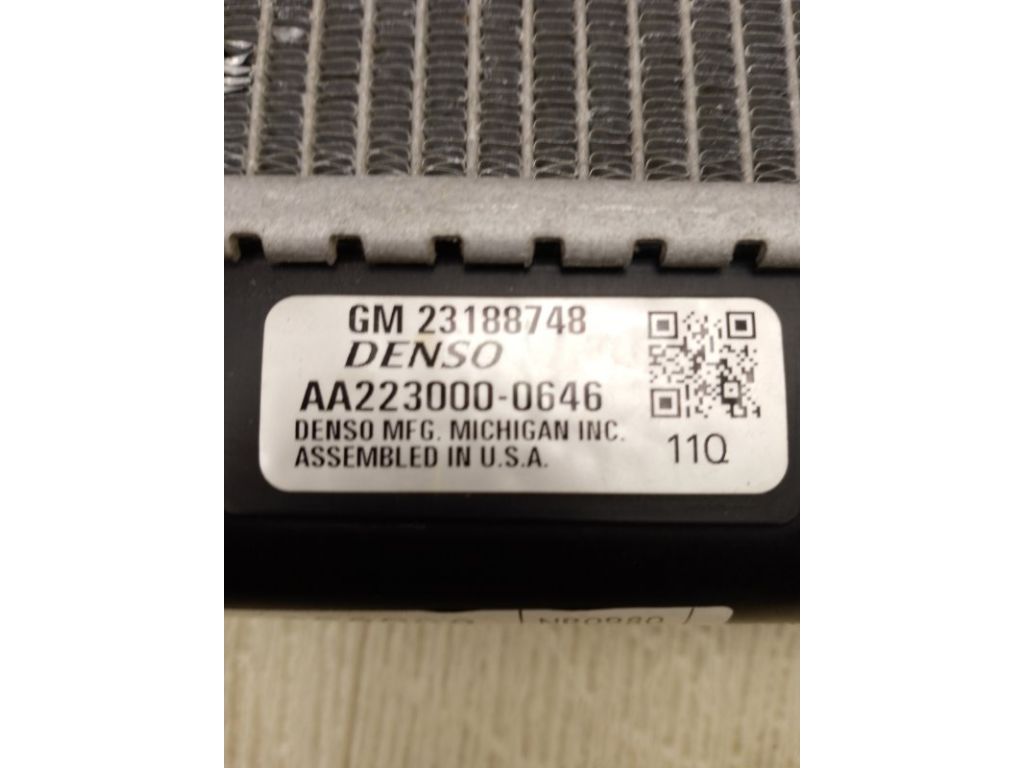 GM 23188748
DENSO
AA223000-0646
DENSO MFG. MICHIGAN INC.
ASSEMBLED IN U.S.A.
11Q